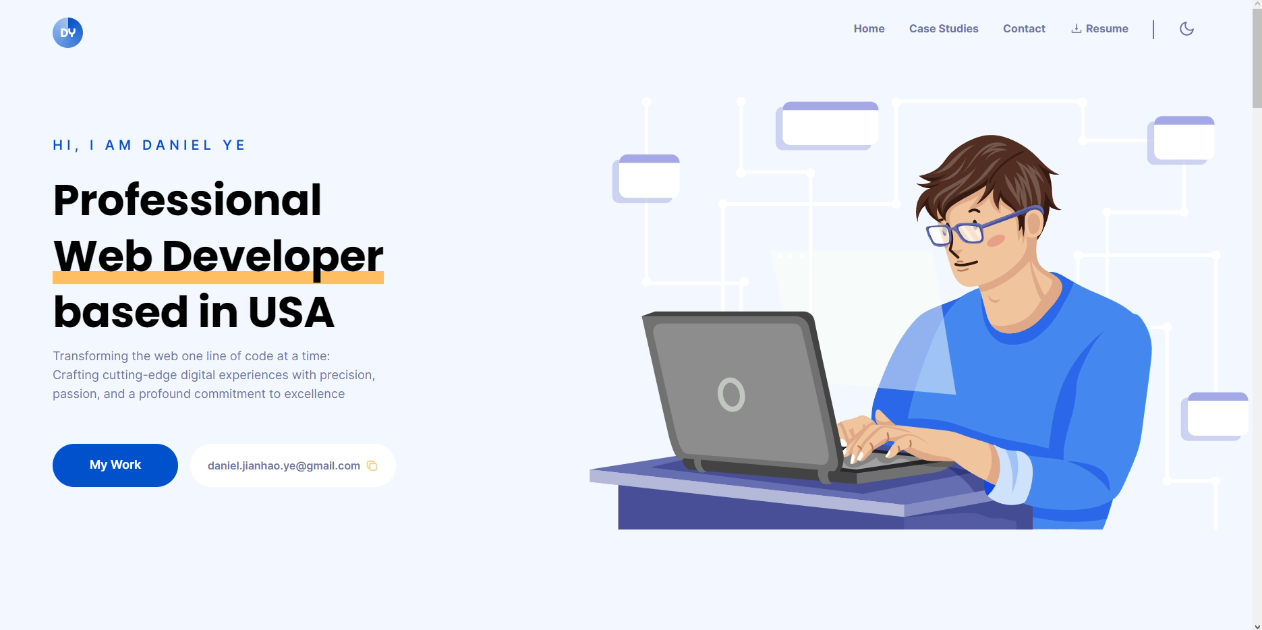 DY
Home
Case Studies
Contact
Resume
HI, I AM DANIEL YE
Professional
Web Developer
based in USA
Transforming the web one line of code at a time:
Crafting cutting-edge digital experiences with precision,
passion, and a profound commitment to excellence
My Work
daniel.jianhao.ye@gmail.com